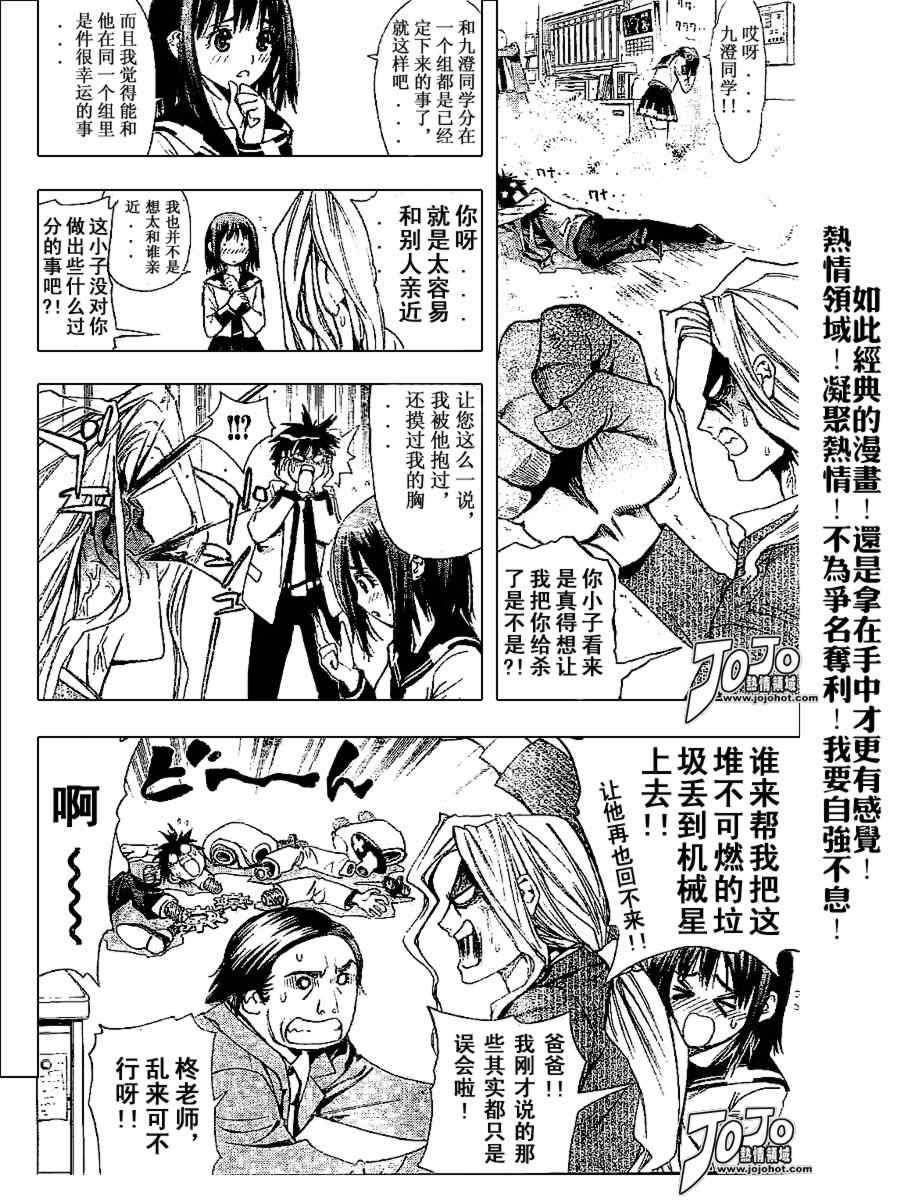 哎呀
九澄同学!!
你小子看来
是真得想让
我把你给杀
了是不是?!
和九澄同学分在
一个组都是已经
定下来的事了,
就这样吧...
而且我觉得能和
他在同一个组里
是件很幸运的事
...
你呀...
就是太容易
和别人亲近
我也并不是
想太和谁亲
近...
这小子没对你
做出些什么过
分的事吧?!
让您这么一说,
我被他抱过,
还摸过我的胸
...
!!?
谁来帮我把这
堆不可燃的垃
圾丢到机械星
上去!!
让他再也回不来!!
どーーん
啊~~~
爸爸!!
我刚才说的那
些其实都只是
误会啦!
柊老师,
乱来可不
行呀!!
如此經典的漫畫!還是拿在手中才更有感覺!
熱情領域!凝聚熱情!不為爭名奪利!我要自強不息!
JoJo
熱情領域
www.jojohot.com
JoJo
熱情領域
www.jojohot.com